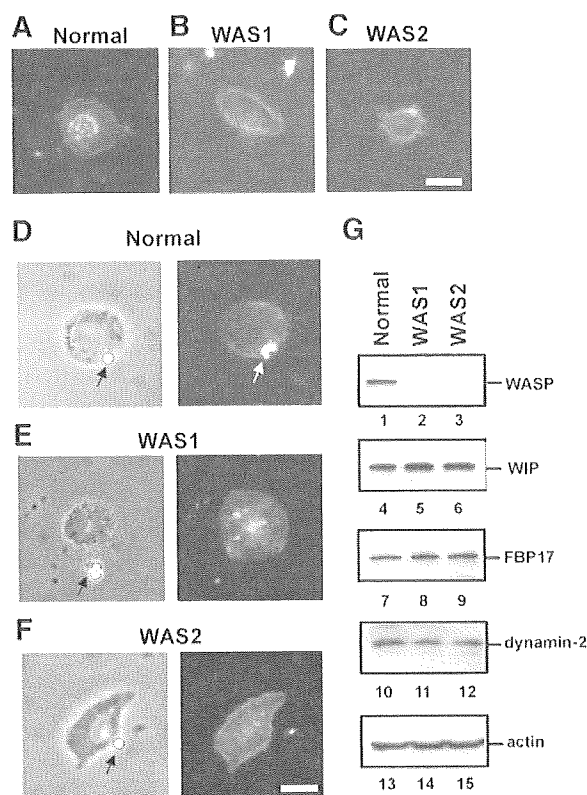 A Normal
B WAS1
C WAS2
D Normal
E WAS1
F WAS2
G
Normal WAS1 WAS2
WASP
1 2 3
WIP
4 5 6
FBP17
7 8 9
dynamin-2
10 11 12
actin
13 14 15